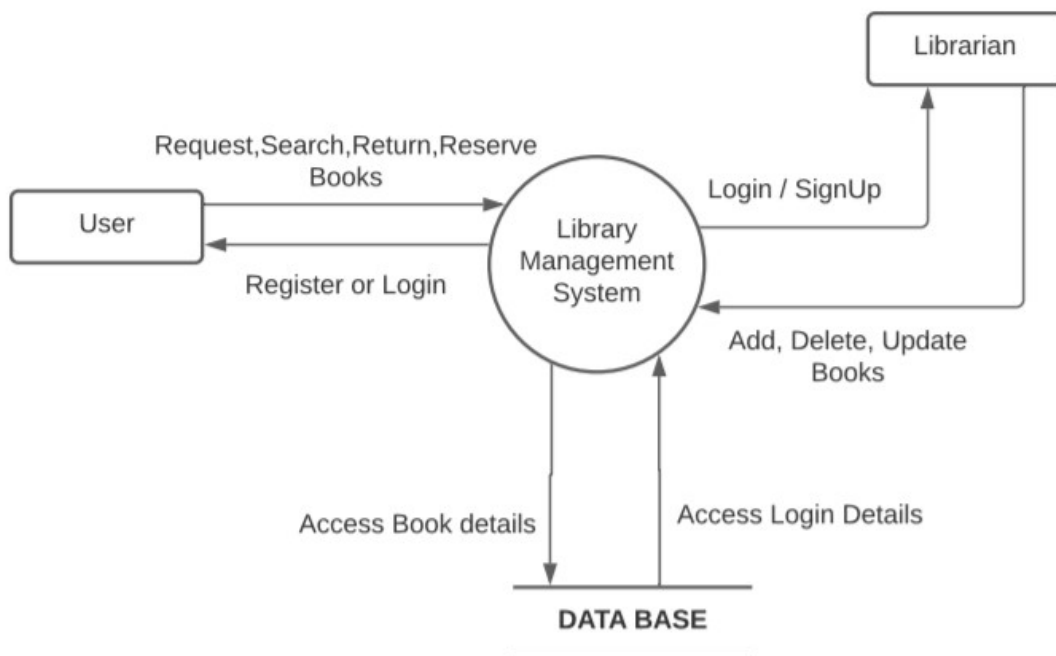 Librarian
Request,Search,Return,Reserve
Books
User
Login / SignUp
Library
Management
System
Register or Login
Add, Delete, Update
Books
Access Book details
Access Login Details
DATA BASE